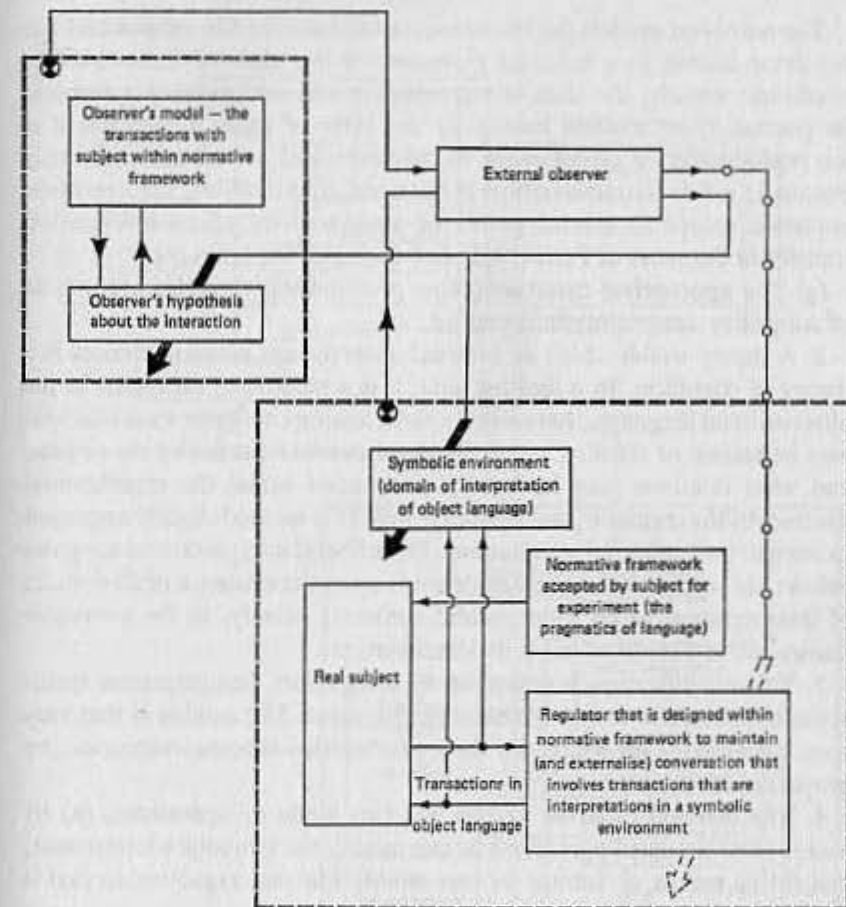 Observer's model — the
transactions with
subject within normative
framework
External observer
Observer's hypothesis
about the Interaction
Symbolic environment
(domain of interpretation
of object language)
Normative framework
accepted by subject for
experiment (the
pragmatics of language)
Real subject
Regulator that is designed within
normative framework to maintain
(and externalise) conversation that
involves transactions that are
interpretations in a symbolic
environment
Transactionr in
object language